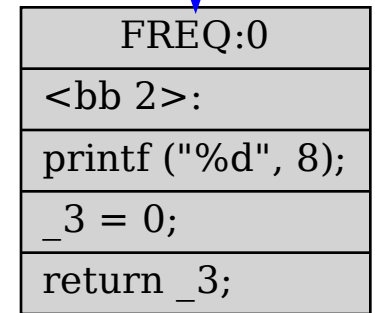 FREQ:0
<bb 2>:
printf ("%d", 8);
_3 = 0;
return _3;